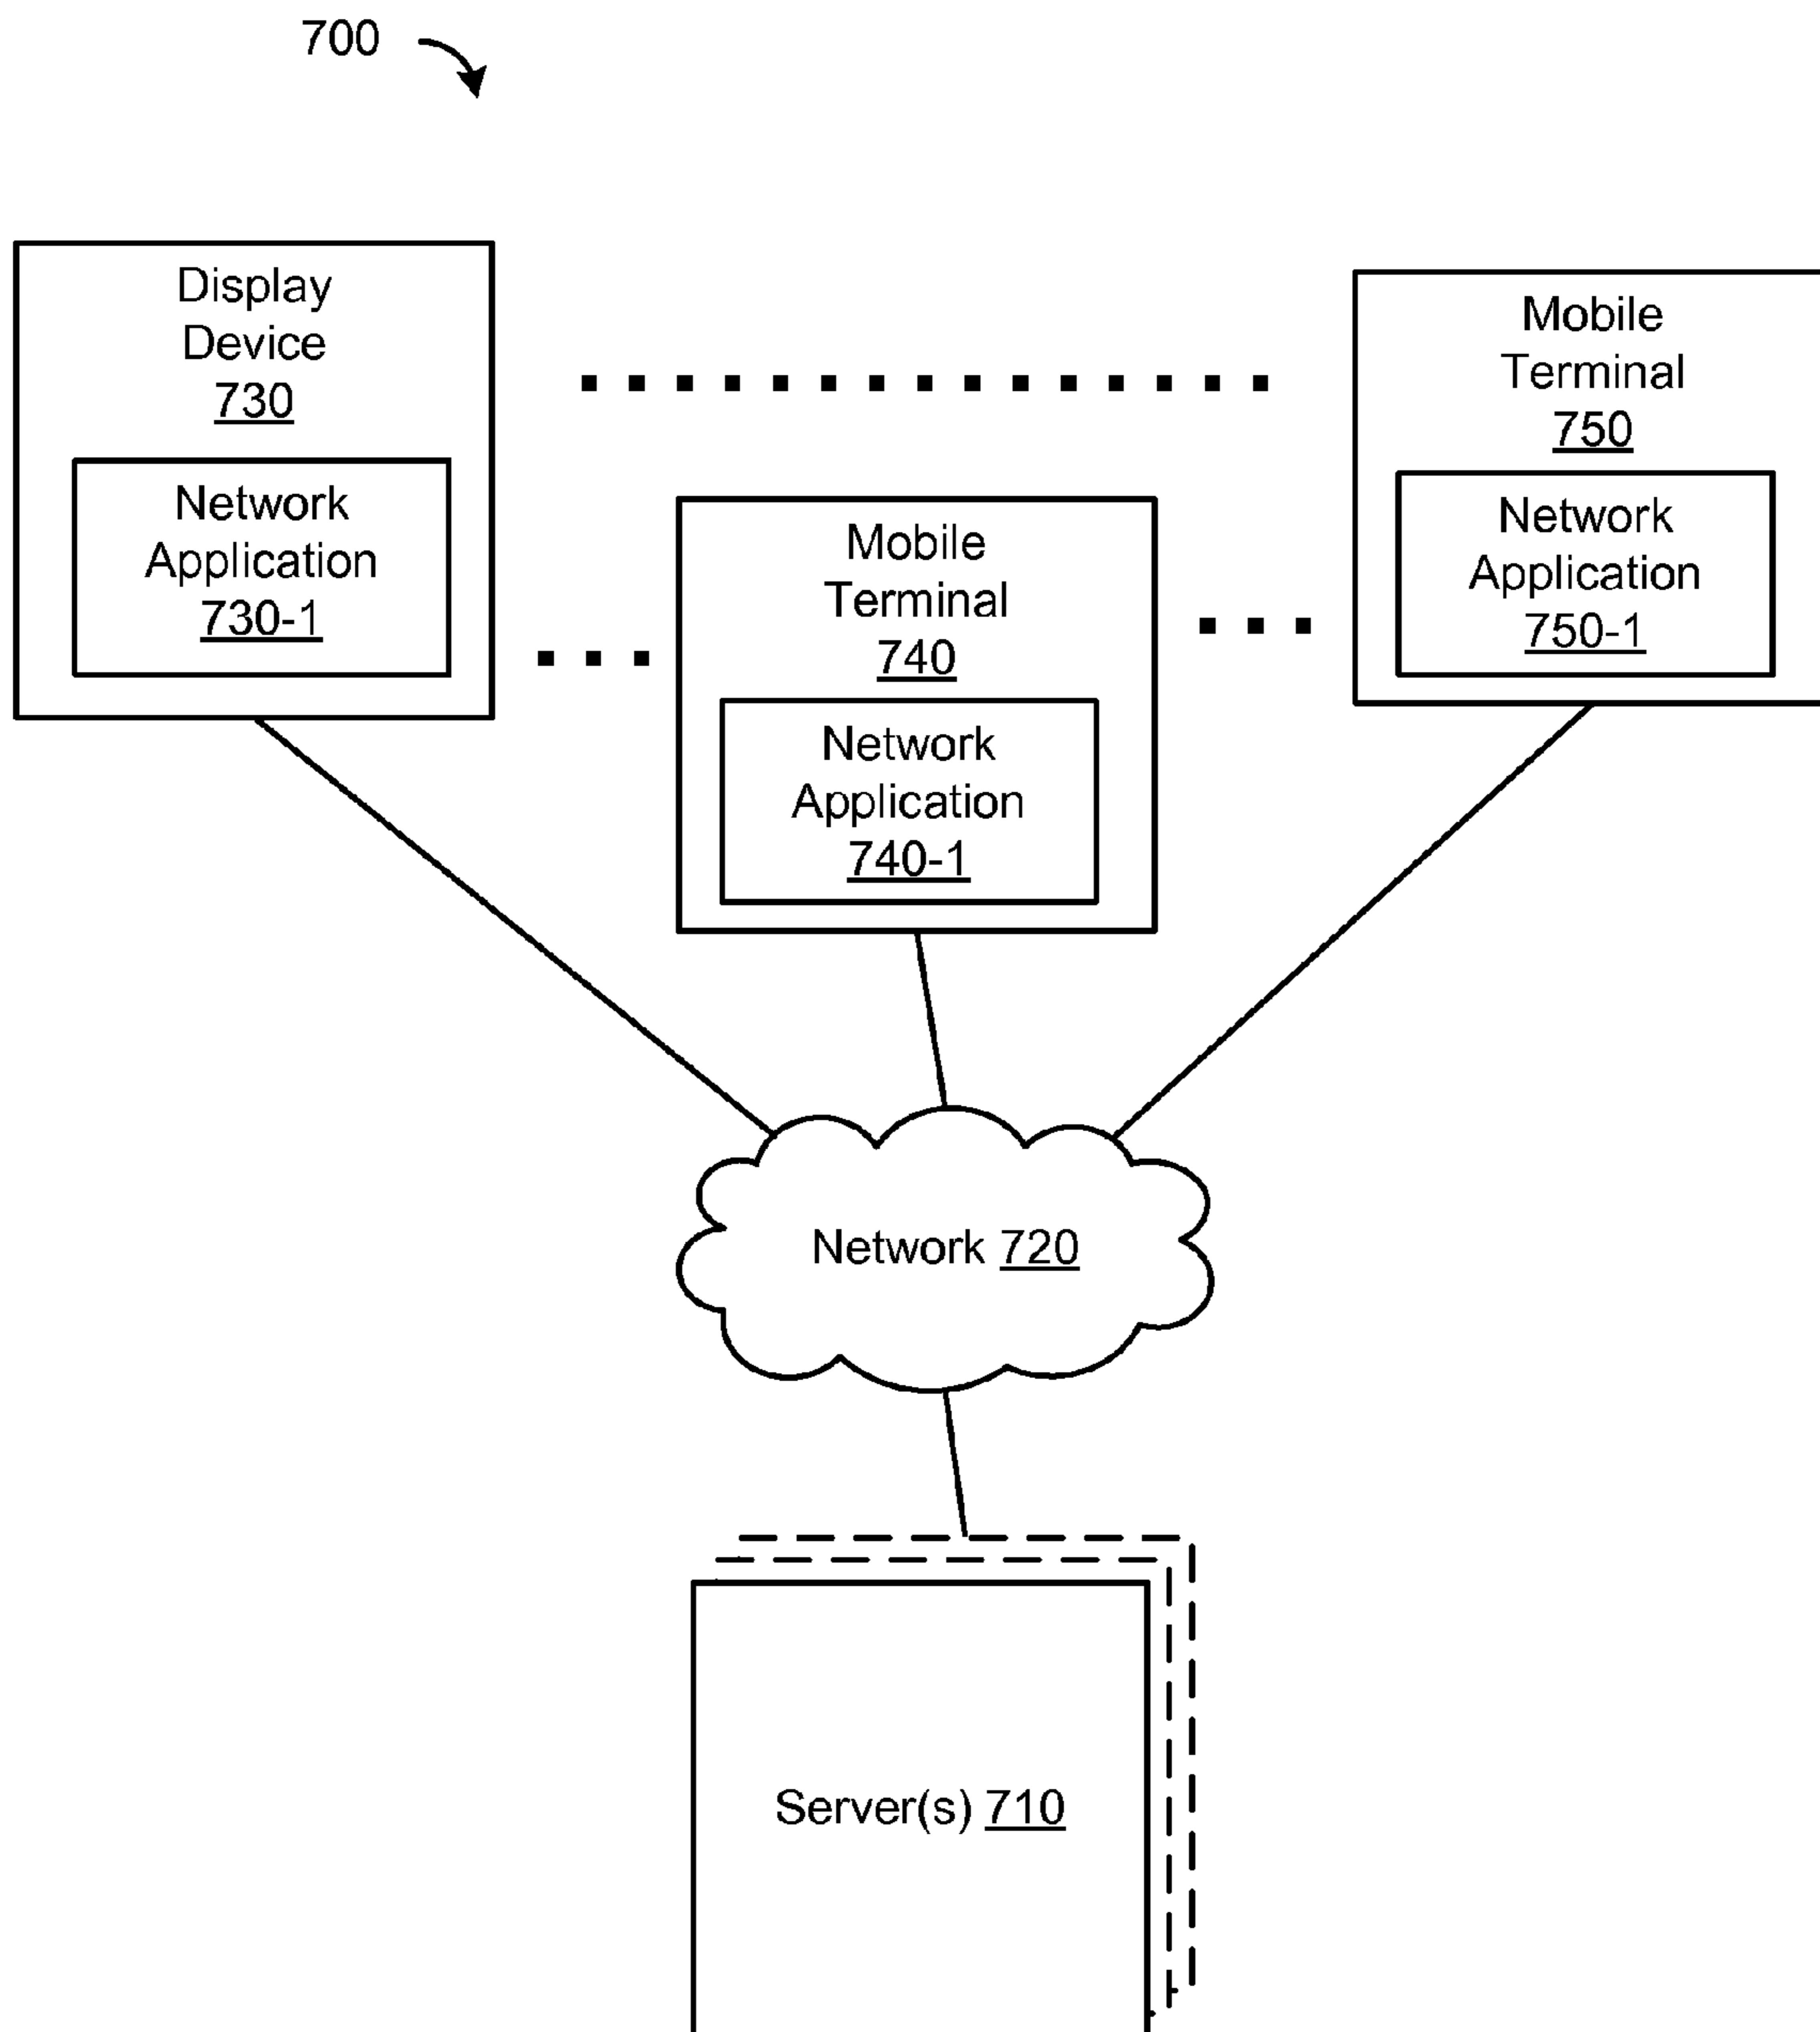 700
Display
Device
730
Network
Application
730-1
Mobile
Terminal
740
Network
Application
740-1
Mobile
Terminal
750
Network
Application
750-1
Network 720
Server(s) 710